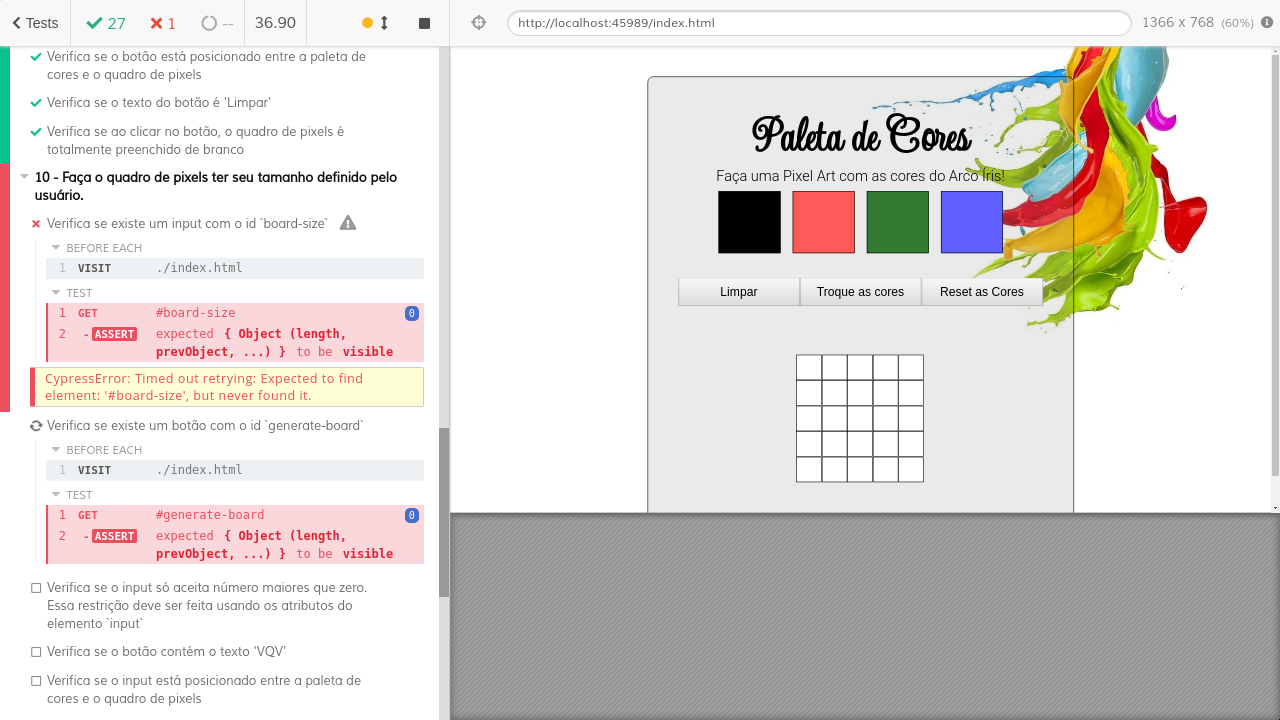 Tests
27
1
--
36.90
http://localhost:45989/index.html
1366 x 768 (60%)
Verifica se o botão está posicionado entre a paleta de
cores e o quadro de pixels
Verifica se o texto do botão é 'Limpar'
Verifica se ao clicar no botão, o quadro de pixels é
totalmente preenchido de branco
10 - Faça o quadro de pixels ter seu tamanho definido pelo
usuário.
Verifica se existe um input com o id `board-size`
BEFORE EACH
1 VISIT ./index.html
TEST
1 GET #board-size 0
2 -ASSERT expected { Object (length,
prevObject, ...) } to be visible
CypressError: Timed out retrying: Expected to find
element: '#board-size', but never found it.
Verifica se existe um botão com o id `generate-board`
BEFORE EACH
1 VISIT ./index.html
TEST
1 GET #generate-board 0
2 -ASSERT expected { Object (length,
prevObject, ...) } to be visible
Verifica se o input só aceita número maiores que zero.
Essa restrição deve ser feita usando os atributos do
elemento `input`
Verifica se o botão contém o texto 'VQV'
Verifica se o input está posicionado entre a paleta de
cores e o quadro de pixels
Paleta de Cores
Faça uma Pixel Art com as cores do Arco Íris!
Limpar
Troque as cores
Reset as Cores